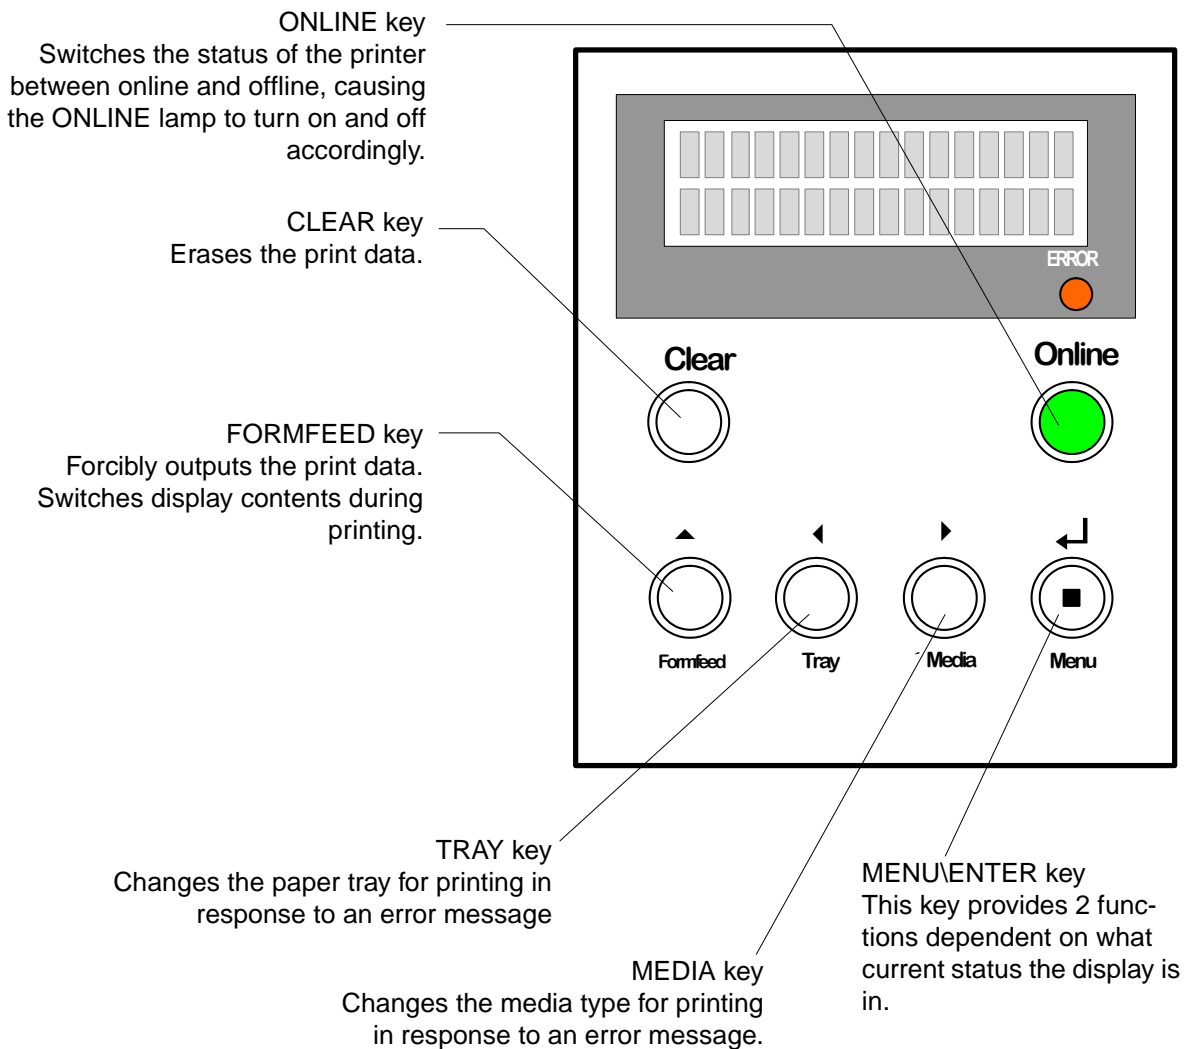 ONLINE key
Switches the status of the printer
between online and offline, causing
the ONLINE lamp to turn on and off
accordingly.
CLEAR key
Erases the print data.
ERROR
Clear
Online
FORMFEED key
Forcibly outputs the print data.
Switches display contents during
printing.
Formfeed
Tray
Media
Menu
TRAY key
Changes the paper tray for printing in
response to an error message
MENU\ENTER key
This key provides 2 func-
tions dependent on what
current status the display is
in.
MEDIA key
Changes the media type for printing
in response to an error message.